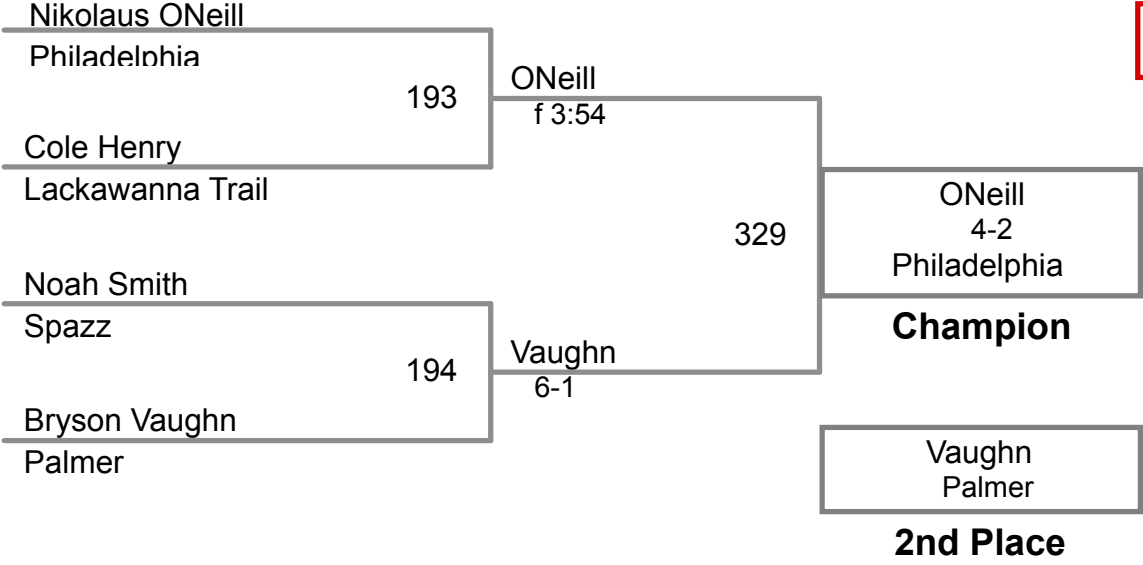 Nikolaus ONeill
Philadelphia
193
ONeill
f 3:54
Cole Henry
Lackawanna Trail
329
ONeill
4-2
Philadelphia
Champion
Noah Smith
Spazz
194
Vaughn
6-1
Bryson Vaughn
Palmer
Vaughn
Palmer
2nd Place